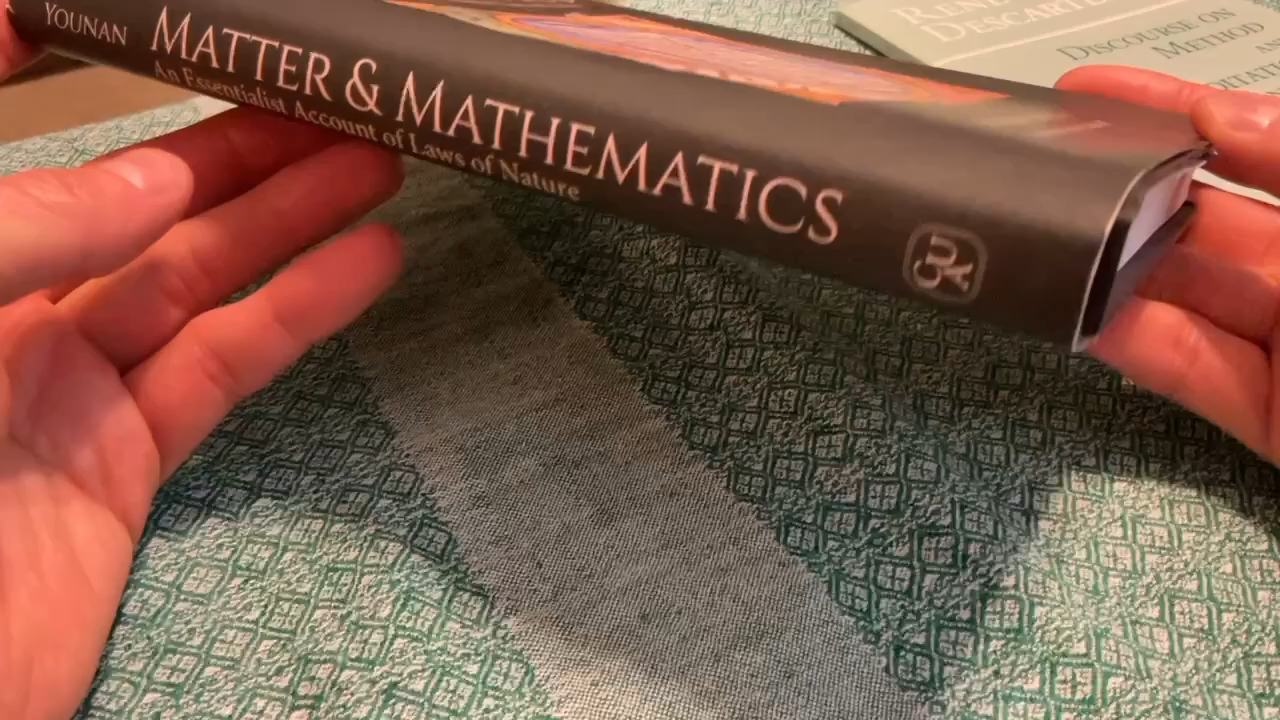 YOUNAN
MATTER & MATHEMATICS
An Essentialist Account of Laws of Nature
CUA
RENÉ
DESCARTES
DISCOURSE ON
METHOD